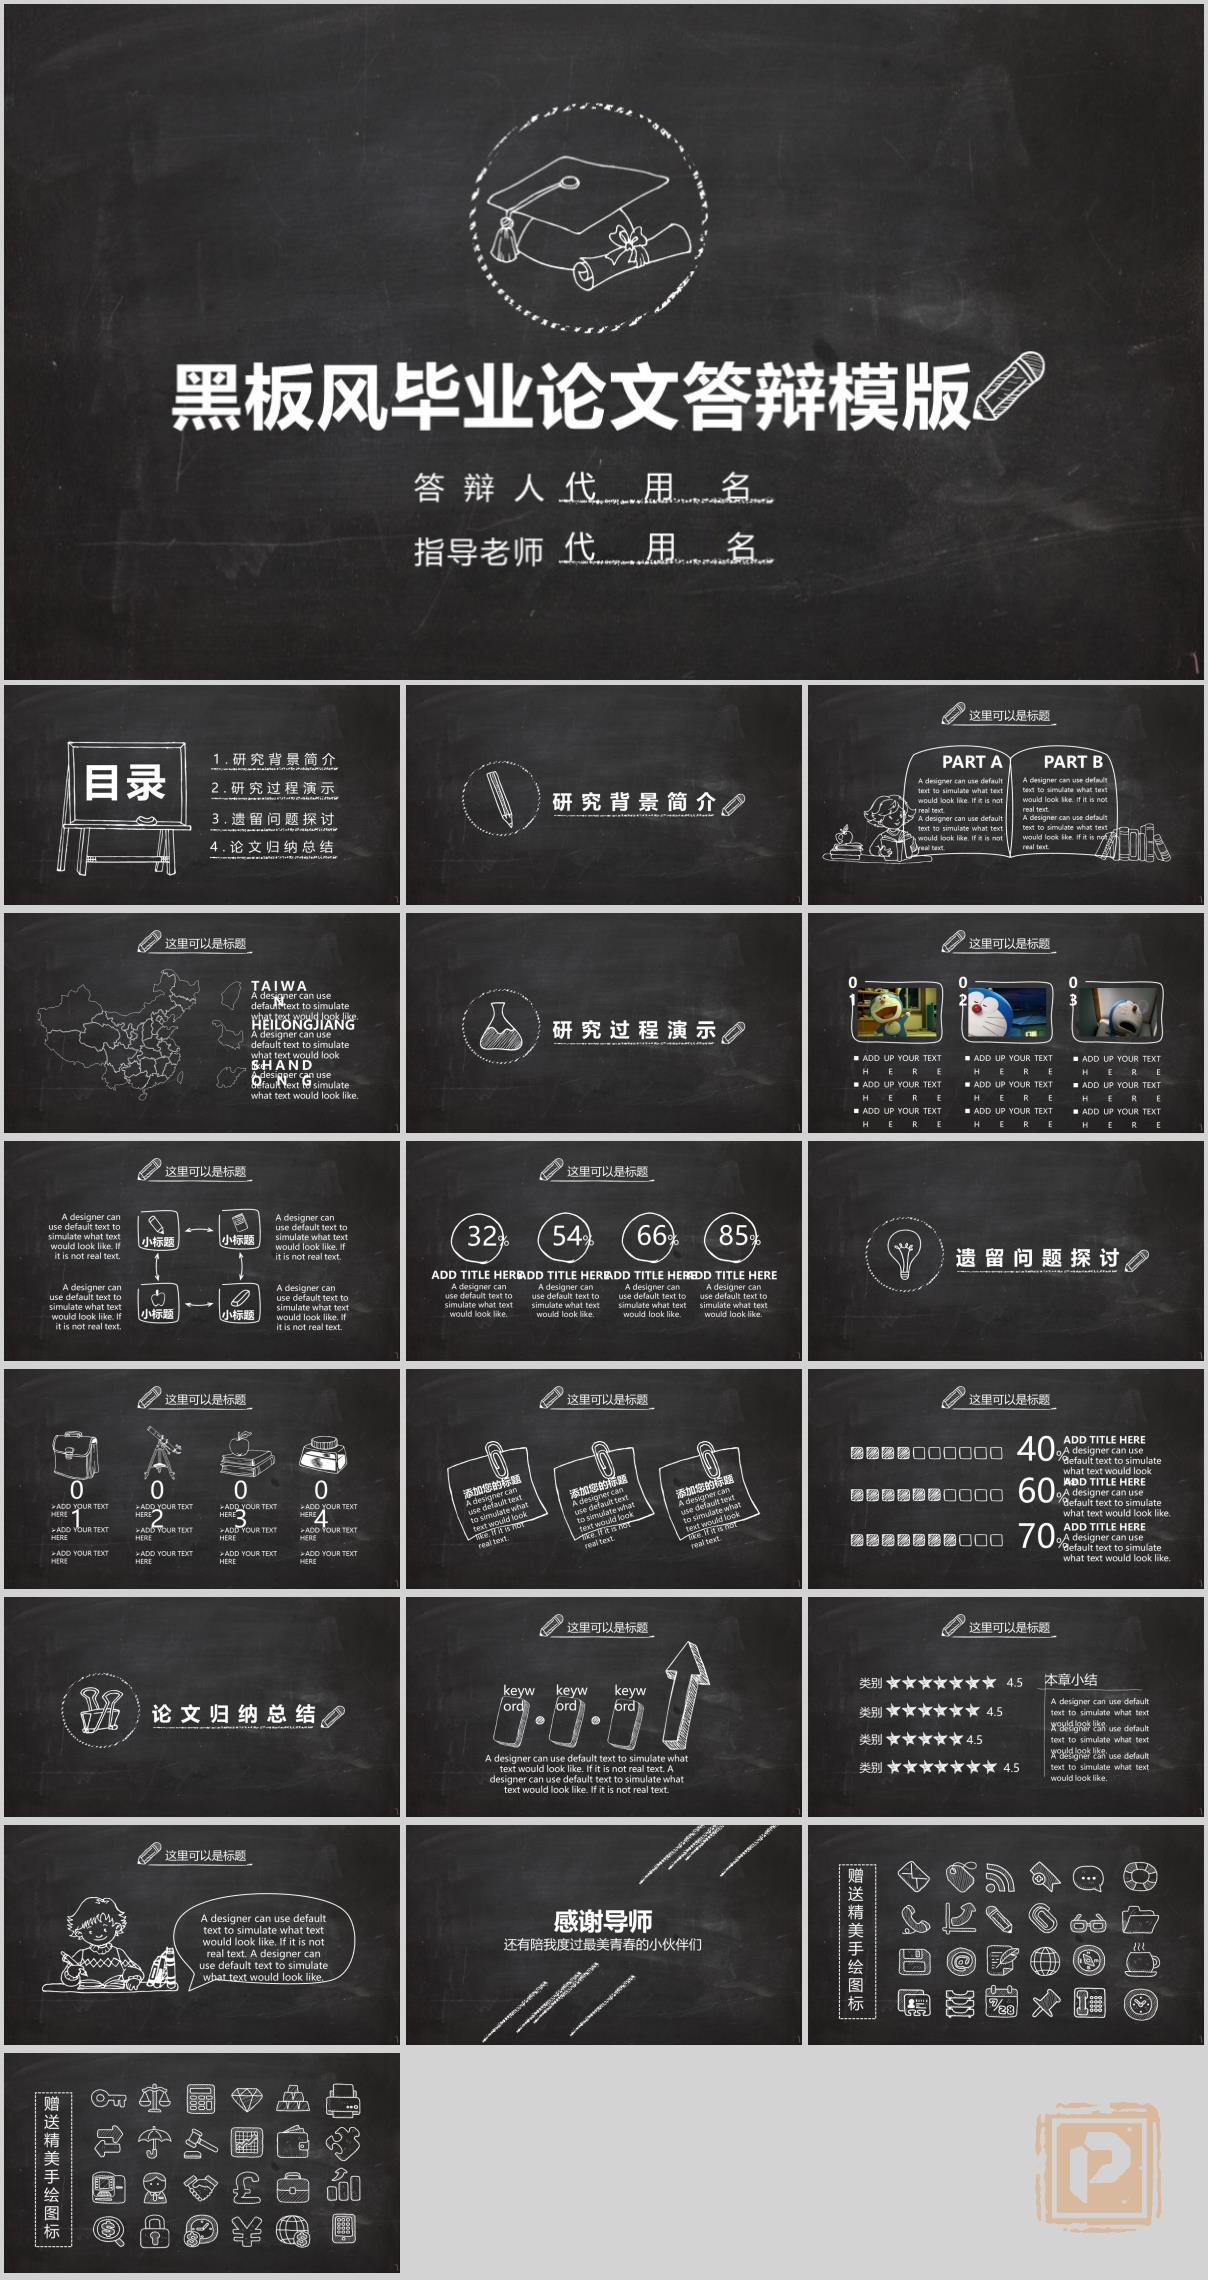 黑板风毕业论文答辩模版
答辩人 代用名
指导老师 代用名
目录
1.研究背景简介
2.研究过程演示
3.遗留问题探讨
4.论文归纳总结
研究背景简介
这里可以是标题
PART A
A designer can use default
text to simulate what text
would look like. If it is not
real text.
A designer can use default
text to simulate what text
would look like. If it is not
real text.
PART B
A designer can use default
text to simulate what text
would look like. If it is not
real text.
A designer can use default
text to simulate what text
would look like. If it is not
real text.
这里可以是标题
TAIWA
N
A designer can use
default text to simulate
what text would look like.
HEILONGJIANG
A designer can use
default text to simulate
what text would look
like.
SHAND
O N G
A designer can use
default text to simulate
what text would look like.
研究过程演示
这里可以是标题
0
1
0
2
0
3
ADD UP YOUR TEXT
H E R E
ADD UP YOUR TEXT
H E R E
ADD UP YOUR TEXT
H E R E
ADD UP YOUR TEXT
H E R E
ADD UP YOUR TEXT
H E R E
ADD UP YOUR TEXT
H E R E
ADD UP YOUR TEXT
H E R E
ADD UP YOUR TEXT
H E R E
ADD UP YOUR TEXT
H E R E
这里可以是标题
A designer can
use default text to
simulate what text
would look like. If
it is not real text.
小标题
小标题
A designer can
use default text to
simulate what text
would look like. If
it is not real text.
A designer can
use default text to
simulate what text
would look like. If
it is not real text.
小标题
小标题
A designer can
use default text to
simulate what text
would look like. If
it is not real text.
这里可以是标题
32%
54%
66%
85%
ADD TITLE HERE
A designer can
use default text to
simulate what text
would look like.
ADD TITLE HERE
A designer can
use default text to
simulate what text
would look like.
ADD TITLE HERE
A designer can
use default text to
simulate what text
would look like.
ADD TITLE HERE
A designer can
use default text to
simulate what text
would look like.
遗留问题探讨
这里可以是标题
0
1
ADD YOUR TEXT
HERE
ADD YOUR TEXT
HERE
ADD YOUR TEXT
HERE
0
2
ADD YOUR TEXT
HERE
ADD YOUR TEXT
HERE
ADD YOUR TEXT
HERE
0
3
ADD YOUR TEXT
HERE
ADD YOUR TEXT
HERE
ADD YOUR TEXT
HERE
0
4
ADD YOUR TEXT
HERE
ADD YOUR TEXT
HERE
ADD YOUR TEXT
HERE
这里可以是标题
添加您的标题
A designer can
use default text
to simulate what
text would look
like. If it is not
real text.
添加您的标题
A designer can
use default text
to simulate what
text would look
like. If it is not
real text.
添加您的标题
A designer can
use default text
to simulate what
text would look
like. If it is not
real text.
这里可以是标题
40%
ADD TITLE HERE
A designer can use
default text to simulate
what text would look
like.
60%
ADD TITLE HERE
A designer can use
default text to simulate
what text would look like.
70%
ADD TITLE HERE
A designer can use
default text to simulate
what text would look like.
论文归纳总结
这里可以是标题
keyw
ord
keyw
ord
keyw
ord
A designer can use default text to simulate what
text would look like. If it is not real text. A
designer can use default text to simulate what
text would look like. If it is not real text.
这里可以是标题
类别 4.5
类别 4.5
类别 4.5
类别 4.5
本章小结
A designer can use default
text to simulate what text
would look like.
A designer can use default
text to simulate what text
would look like.
A designer can use default
text to simulate what text
would look like.
这里可以是标题
A designer can use default
text to simulate what text
would look like. If it is not
real text. A designer can
use default text to simulate
what text would look like.
感谢导师
还有陪我度过最美青春的小伙伴们
赠送精美手绘图标
7/28
赠送精美手绘图标